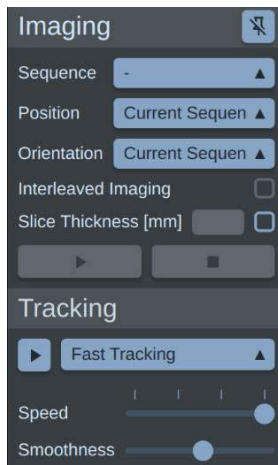 Imaging
Sequence -
Position Current Sequen
Orientation Current Sequen
Interleaved Imaging
Slice Thickness [mm]
Tracking
Fast Tracking
Speed
Smoothness